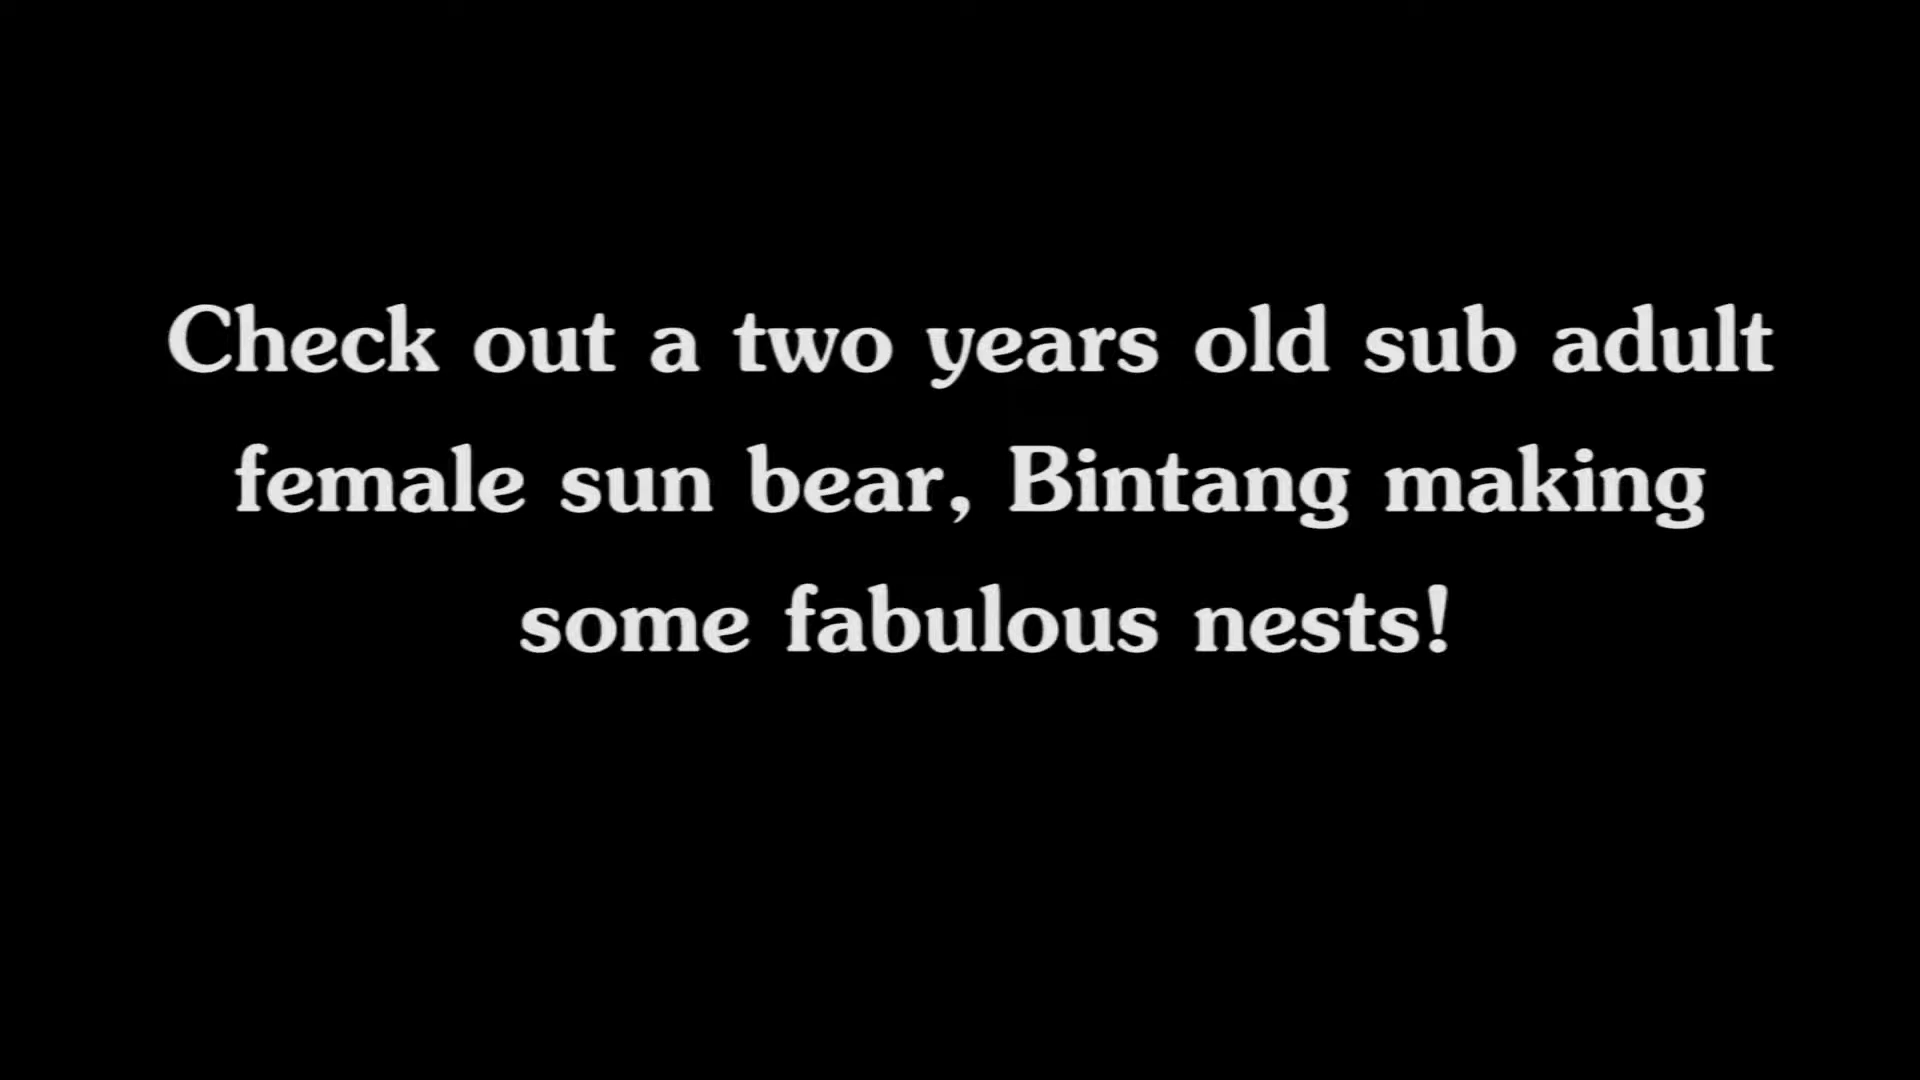 Check out a two years old sub adult
female sun bear, Bintang making
some fabulous nests!